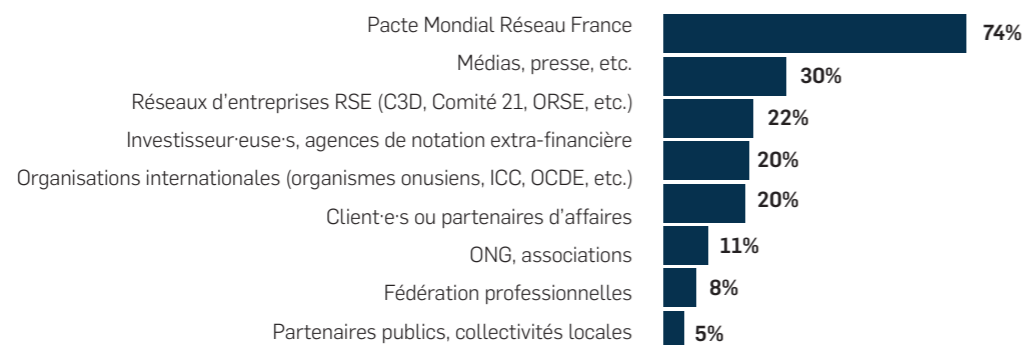 Pacte Mondial Réseau France
Médias, presse, etc.
Réseaux d’entreprises RSE (C3D, Comité 21, ORSE, etc.)
Investisseur·euse·s, agences de notation extra-financière
Organisations internationales (organismes onusiens, ICC, OCDE, etc.)
Client·e·s ou partenaires d’affaires
ONG, associations
Fédération professionnelles
Partenaires publics, collectivités locales
74%
30%
22%
20%
20%
11%
8%
5%